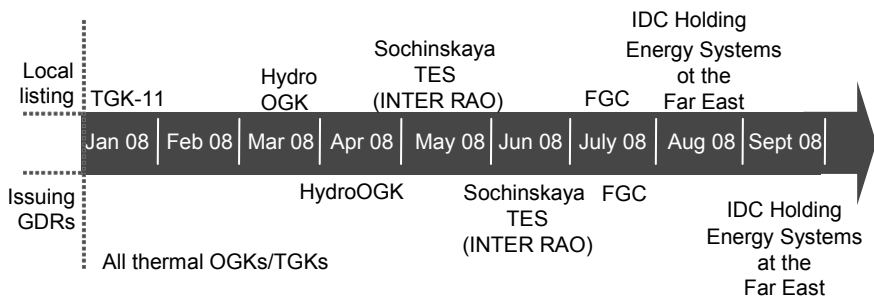 IDC Holding
Energy Systems
ot the
Far East
Sochinskaya
TES
(INTER RAO)
Hydro
OGK
FGC
Local
listing
TGK-11
Jan 08
Feb 08
Mar 08
Apr 08
May 08
Jun 08
July 08
Aug 08
Sept 08
Issuing
GDRs
HydroOGK
Sochinskaya
TES
(INTER RAO)
FGC
IDC Holding
Energy Systems
at the
Far East
All thermal OGKs/TGKs